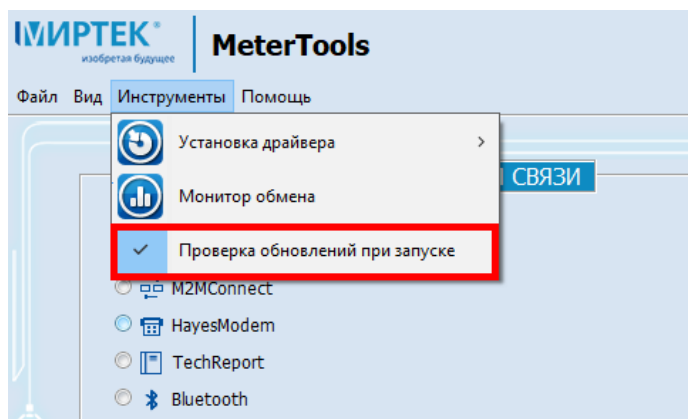 МИРТЕК
изобретая будущее
MeterTools
Файл Вид Инструменты Помощь
Установка драйвера
СВЯЗИ
Монитор обмена
Проверка обновлений при запуске
M2MConnect
HayesModem
TechReport
Bluetooth